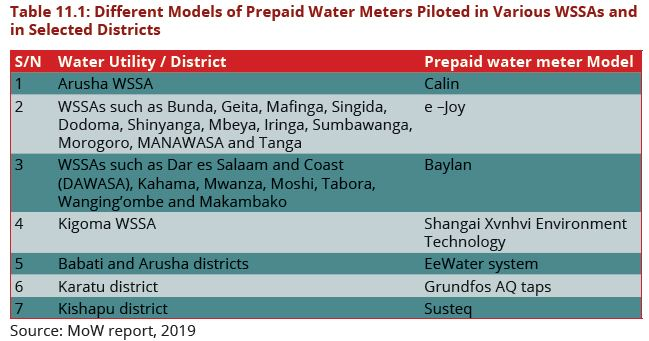 Table 11.1: Different Models of Prepaid Water Meters Piloted in Various WSSAs and
in Selected Districts
S/N Water Utility / District Prepaid water meter Model
1 Arusha WSSA Calin
2 WSSAs such as Bunda, Geita, Mafinga, Singida, e –Joy
Dodoma, Shinyanga, Mbeya, Iringa, Sumbawanga,
Morogoro, MANAWASA and Tanga
3 WSSAs such as Dar es Salaam and Coast Baylan
(DAWASA), Kahama, Mwanza, Moshi, Tabora,
Wanging’ombe and Makambako
4 Kigoma WSSA Shangai Xvnhvi Environment
Technology
5 Babati and Arusha districts EeWater system
6 Karatu district Grundfos AQ taps
7 Kishapu district Susteq
Source: MoW report, 2019